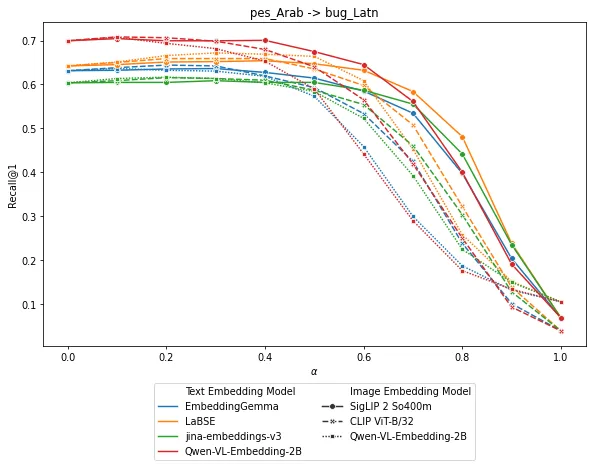 pes_Arab -> bug_Latn
Recall@1
0.7
0.6
0.5
0.4
0.3
0.2
0.1
0.0
0.2
0.4
0.6
0.8
1.0
α
Text Embedding Model
EmbeddingGemma
LaBSE
jina-embeddings-v3
Qwen-VL-Embedding-2B
Image Embedding Model
SigLIP 2 So400m
CLIP ViT-B/32
Qwen-VL-Embedding-2B